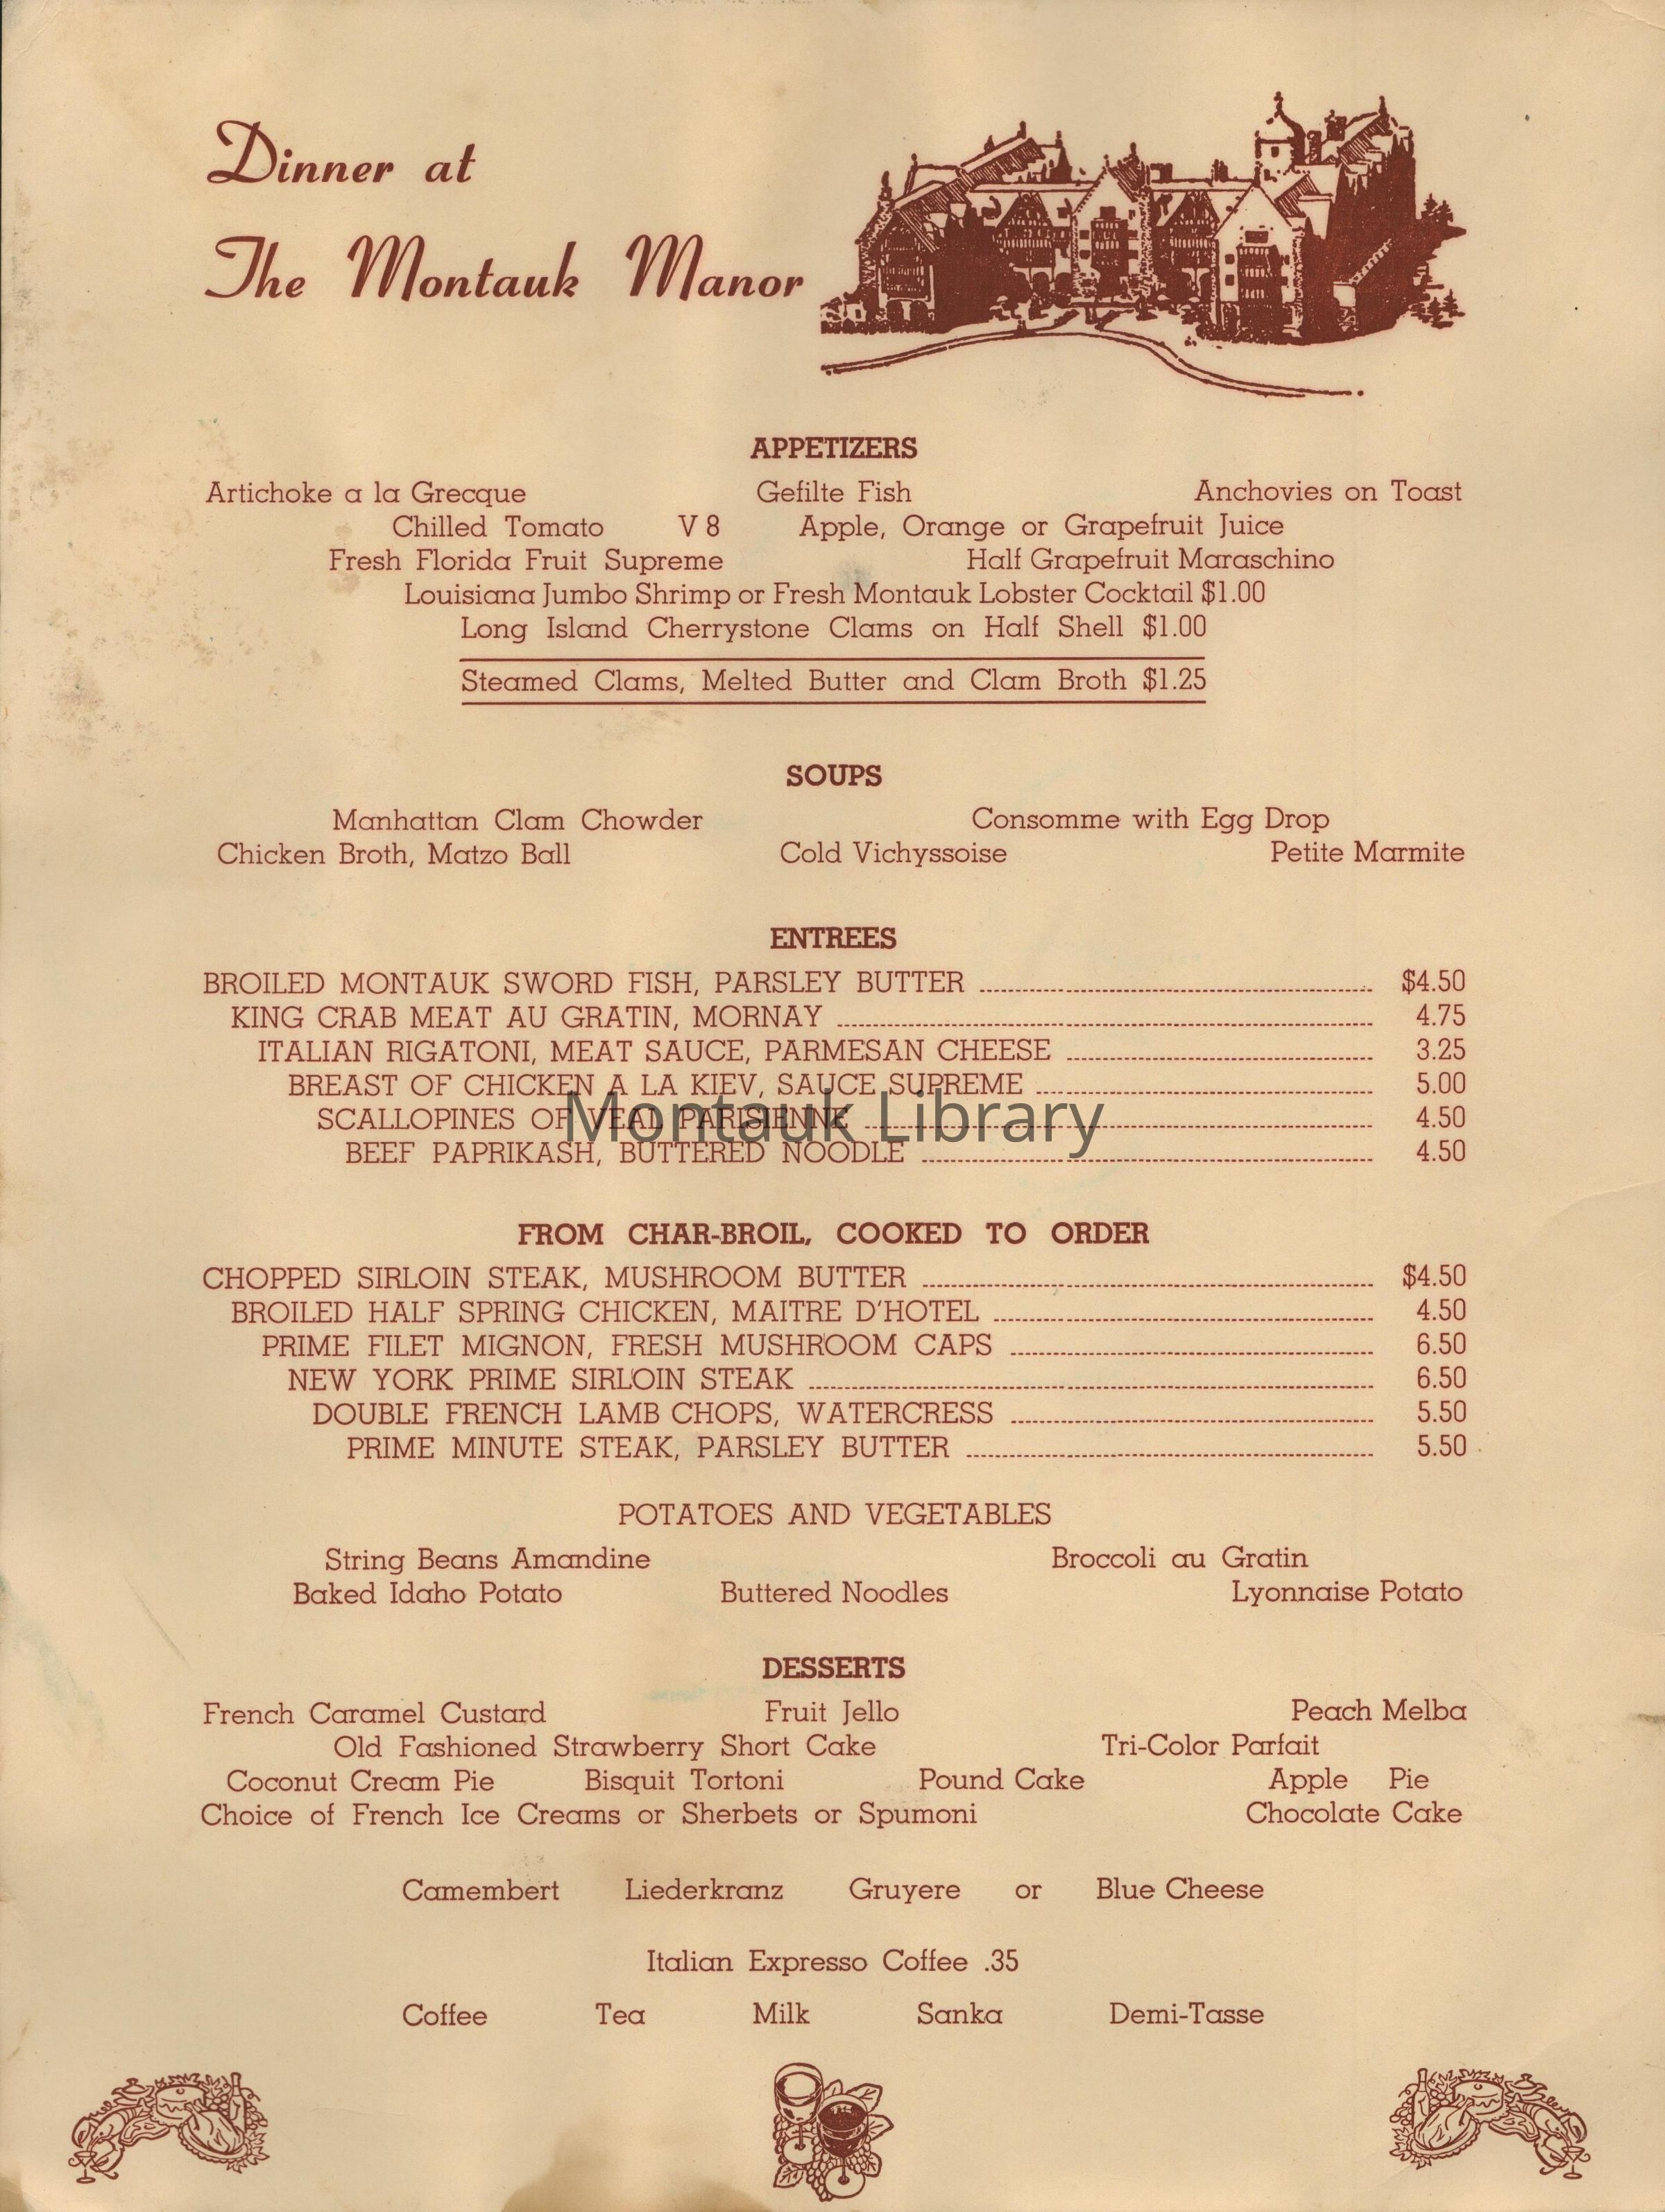 Dinner at
The Montauk Manor
APPETIZERS
Artichoke a la Grecque Gefilte Fish Anchovies on Toast
Chilled Tomato V 8 Apple, Orange or Grapefruit Juice
Fresh Florida Fruit Supreme Half Grapefruit Maraschino
Louisiana Jumbo Shrimp or Fresh Montauk Lobster Cocktail $1.00
Long Island Cherrystone Clams on Half Shell $1.00
Steamed Clams, Melted Butter and Clam Broth $1.25
SOUPS
Manhattan Clam Chowder Consomme with Egg Drop
Chicken Broth, Matzo Ball Cold Vichyssoise Petite Marmite
ENTREES
BROILED MONTAUK SWORD FISH, PARSLEY BUTTER $4.50
KING CRAB MEAT AU GRATIN, MORNAY 4.75
ITALIAN RIGATONI, MEAT SAUCE, PARMESAN CHEESE 3.25
BREAST OF CHICKEN A LA KIEV, SAUCE SUPREME 5.00
Montauk Library
SCALLOPINES OF VEAL PARISIENNE 4.50
BEEF PAPRIKASH, BUTTERED NOODLE 4.50
FROM CHAR-BROIL, COOKED TO ORDER
CHOPPED SIRLOIN STEAK, MUSHROOM BUTTER $4.50
BROILED HALF SPRING CHICKEN, MAITRE D'HOTEL 4.50
PRIME FILET MIGNON, FRESH MUSHROOM CAPS 6.50
NEW YORK PRIME SIRLOIN STEAK 6.50
DOUBLE FRENCH LAMB CHOPS, WATERCRESS 5.50
PRIME MINUTE STEAK, PARSLEY BUTTER 5.50
POTATOES AND VEGETABLES
String Beans Amandine Broccoli au Gratin
Baked Idaho Potato Buttered Noodles Lyonnaise Potato
DESSERTS
French Caramel Custard Fruit Jello Peach Melba
Old Fashioned Strawberry Short Cake Tri-Color Parfait
Coconut Cream Pie Bisquit Tortoni Pound Cake Apple Pie
Choice of French Ice Creams or Sherbets or Spumoni Chocolate Cake
Camembert Liederkranz Gruyere or Blue Cheese
Italian Expresso Coffee .35
Coffee Tea Milk Sanka Demi-Tasse